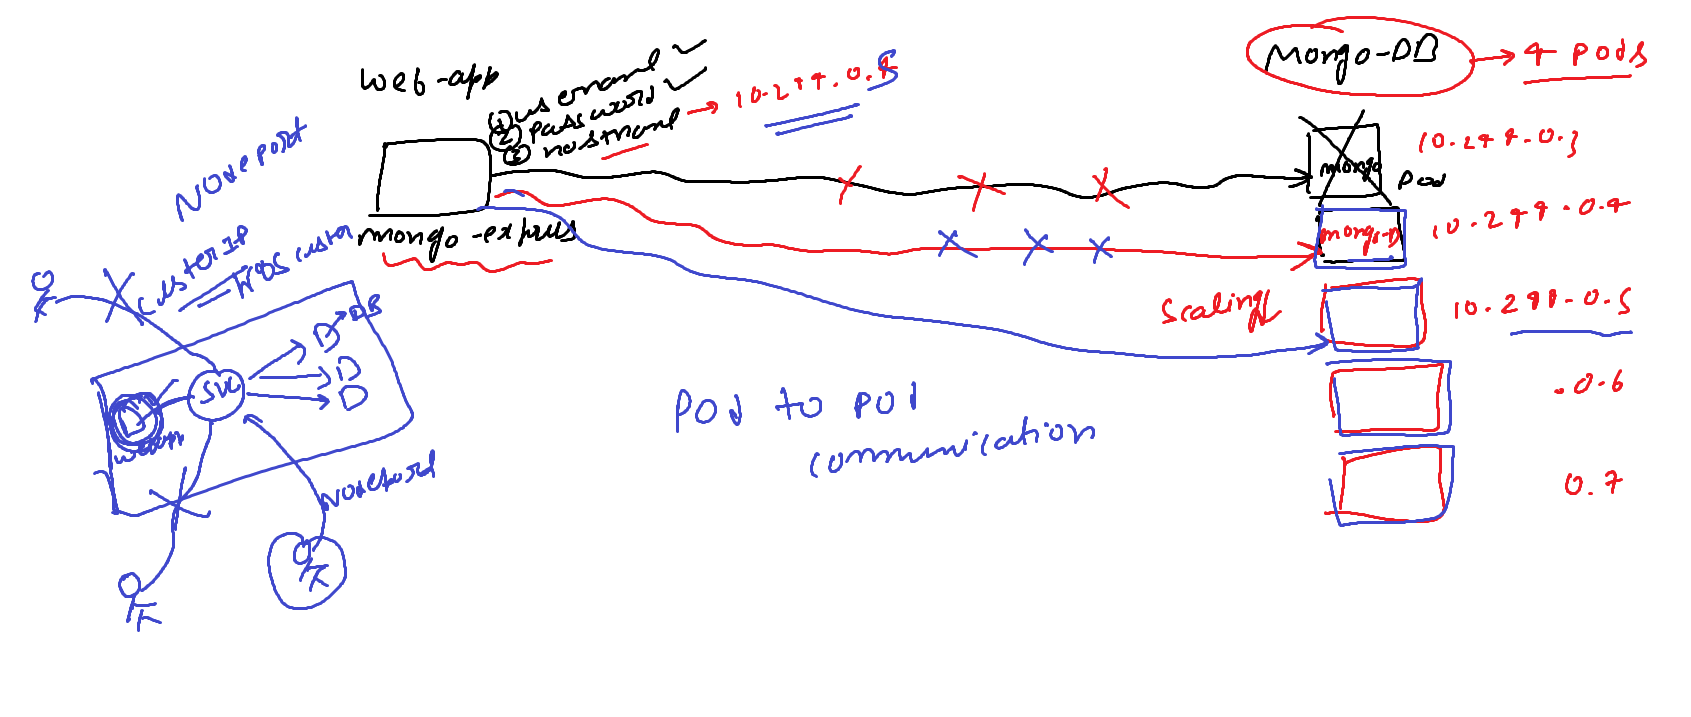 Mongo-DB → 4 pods
web-app
① username ✓
② password ✓
③ hostname → 10.244.0.5
mongo
pod
10.244.0.3
mongo-express
mongo-D
10.244.0.4
Scaling
10.244.0.5
.0.6
0.7
Pod to pod
communication
Nodeport
cluster IP
D DB
D
D
SVC
D
webapp
Nodeport